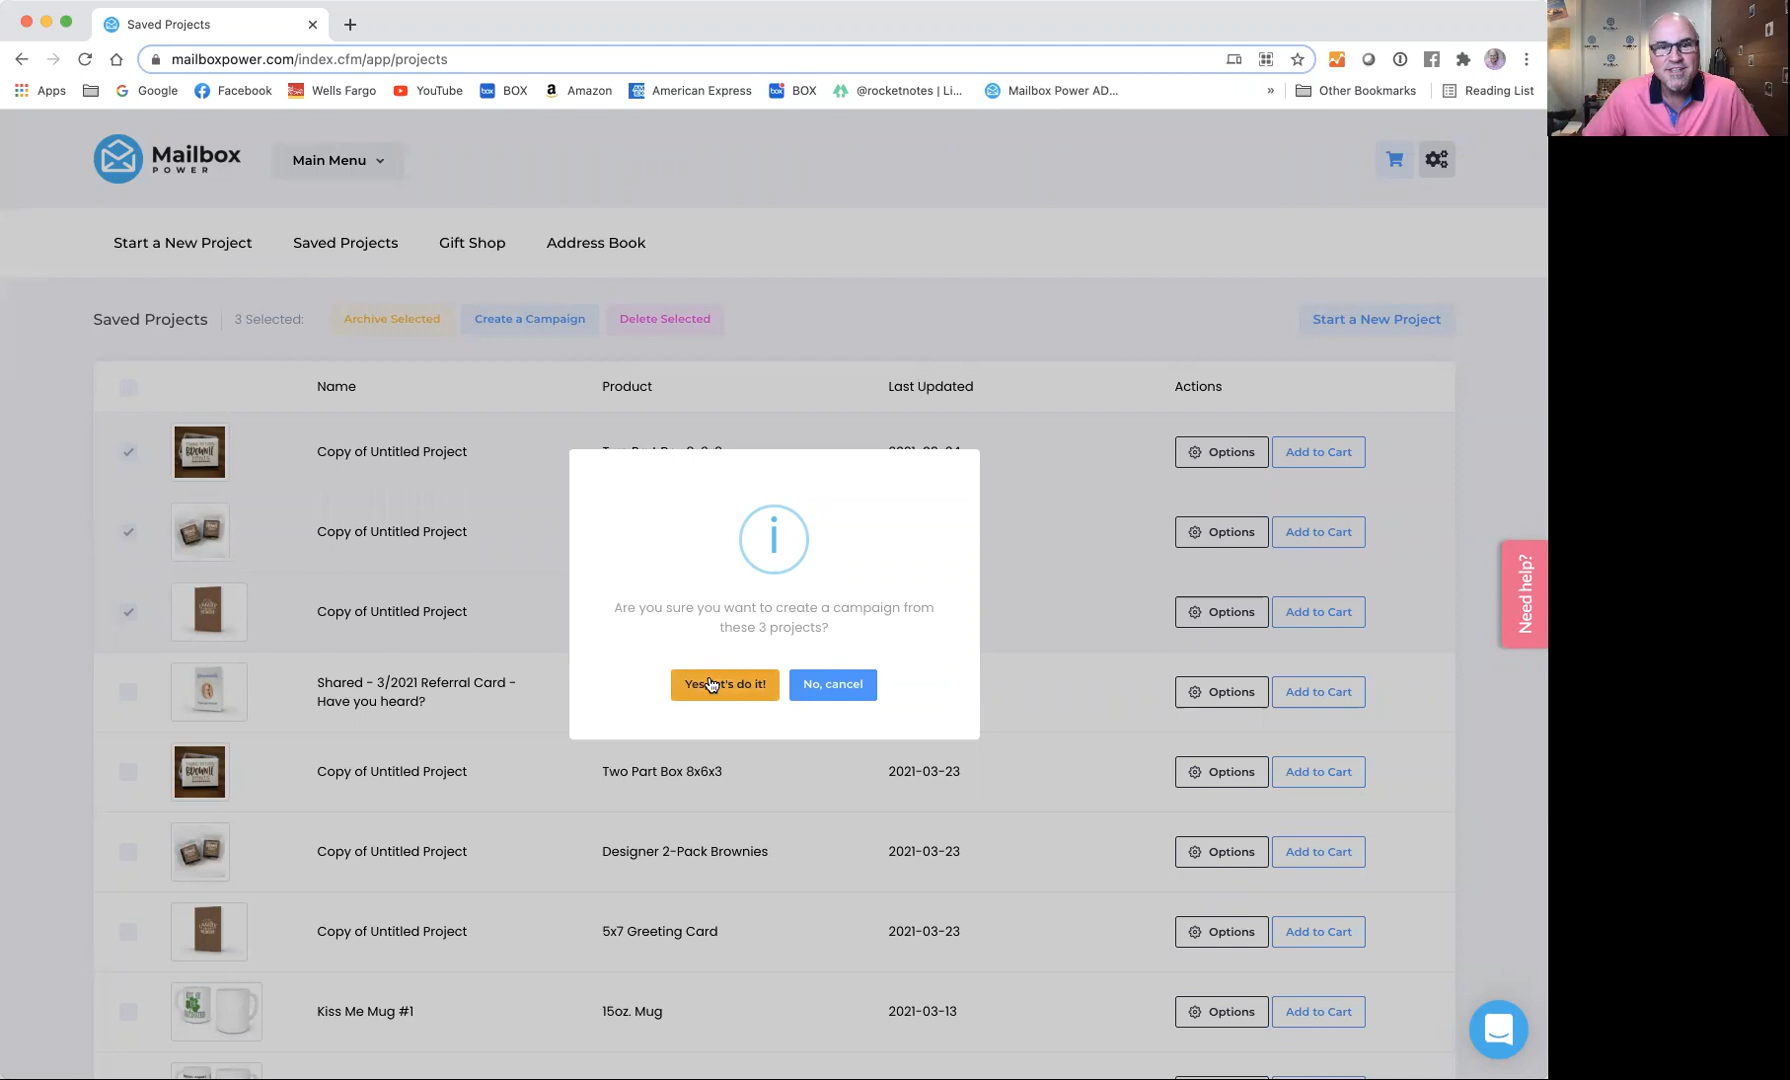 Saved Projects
mailboxpower.com/index.cfm/app/projects
Apps
Google
Facebook
Wells Fargo
YouTube
BOX
Amazon
American Express
BOX
@rocketnotes | Li...
Mailbox Power AD...
»
Other Bookmarks
Reading List
Mailbox
POWER
Main Menu
Start a New Project
Saved Projects
Gift Shop
Address Book
Saved Projects
3 Selected:
Archive Selected
Create a Campaign
Delete Selected
Start a New Project
Name
Product
Last Updated
Actions
Copy of Untitled Project
Options
Add to Cart
Copy of Untitled Project
Options
Add to Cart
Copy of Untitled Project
Options
Add to Cart
Are you sure you want to create a campaign from
these 3 projects?
do it!
No, cancel
Need help?
Shared - 3/2021 Referral Card -
Have you heard?
Options
Add to Cart
BROWNIE
Copy of Untitled Project
Two Part Box 8x6x3
2021-03-23
Options
Add to Cart
Copy of Untitled Project
Designer 2-Pack Brownies
2021-03-23
Options
Add to Cart
Copy of Untitled Project
5x7 Greeting Card
2021-03-23
Options
Add to Cart
Kiss Me Mug #1
15oz. Mug
2021-03-13
Options
Add to Cart